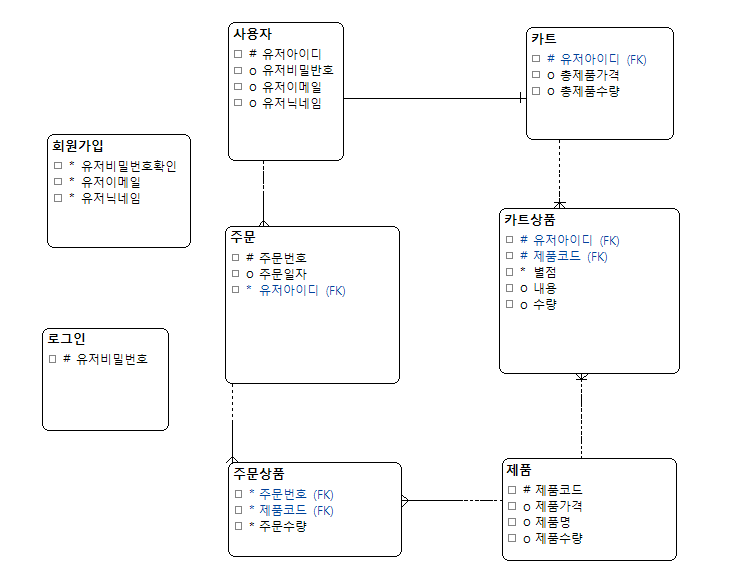 사용자
# 유저아이디
o 유저비밀반호
o 유저이메일
o 유저닉네임
카트
# 유저아이디 (FK)
o 총제품가격
o 총제품수량
회원가입
* 유저비밀번호확인
* 유저이메일
* 유저닉네임
주문
# 주문번호
o 주문일자
* 유저아이디 (FK)
카트상품
# 유저아이디 (FK)
# 제품코드 (FK)
* 별점
o 내용
o 수량
로그인
# 유저비밀번호
주문상품
* 주문번호 (FK)
* 제품코드 (FK)
* 주문수량
제품
# 제품코드
o 제품가격
o 제품명
o 제품수량